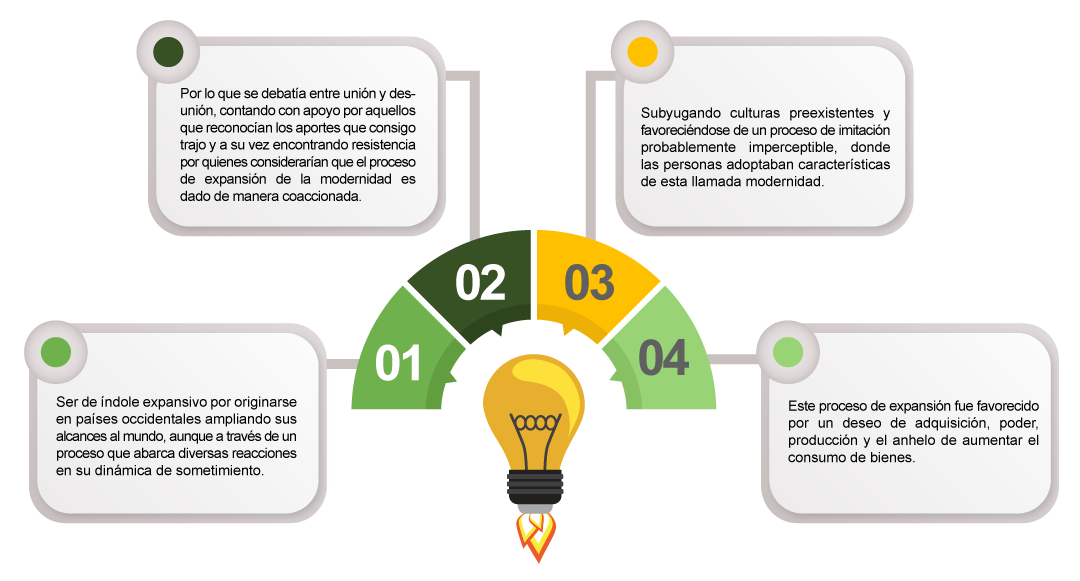 01
Ser de índole expansivo por originarse
en países occidentales ampliando sus
alcances al mundo, aunque a través de un
proceso que abarca diversas reacciones
en su dinámica de sometimiento.
02
Por lo que se debatía entre unión y des-
unión, contando con apoyo por aquellos
que reconocían los aportes que consigo
trajo y a su vez encontrando resistencia
por quienes considerarían que el proceso
de expansión de la modernidad es
dado de manera coaccionada.
03
Subyugando culturas preexistentes y
favoreciéndose de un proceso de imitación
probablemente imperceptible, donde
las personas adoptaban características
de esta llamada modernidad.
04
Este proceso de expansión fue favorecido
por un deseo de adquisición, poder,
producción y el anhelo de aumentar el
consumo de bienes.